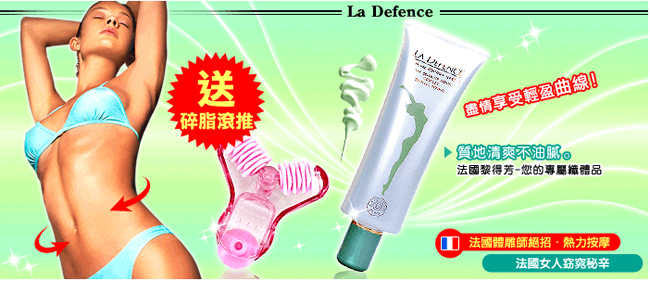 La Defence
送
碎脂滾推
LA DEFENCE
盡情享受輕盈曲線!
質地清爽不油膩。
法國黎得芳-您的專屬纖體品
法國體雕師絕招‧熱力按摩
法國女人窈窕秘辛